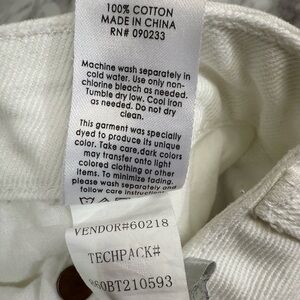 100% COTTON
MADE IN CHINA
RN# 090233
Machine wash separately in
cold water. Use only non-
chlorine bleach as needed.
Tumble dry low. Cool Iron
as needed. Do not dry
clean.
This garment was specially
dyed to produce its unique
color. Take care,dark colors
may transfer onto light
colored clothing or other
items. To minimize fading,
please wash separately and
follow care instructions
VENDOR#60218
TECHPACK#
360BT210593